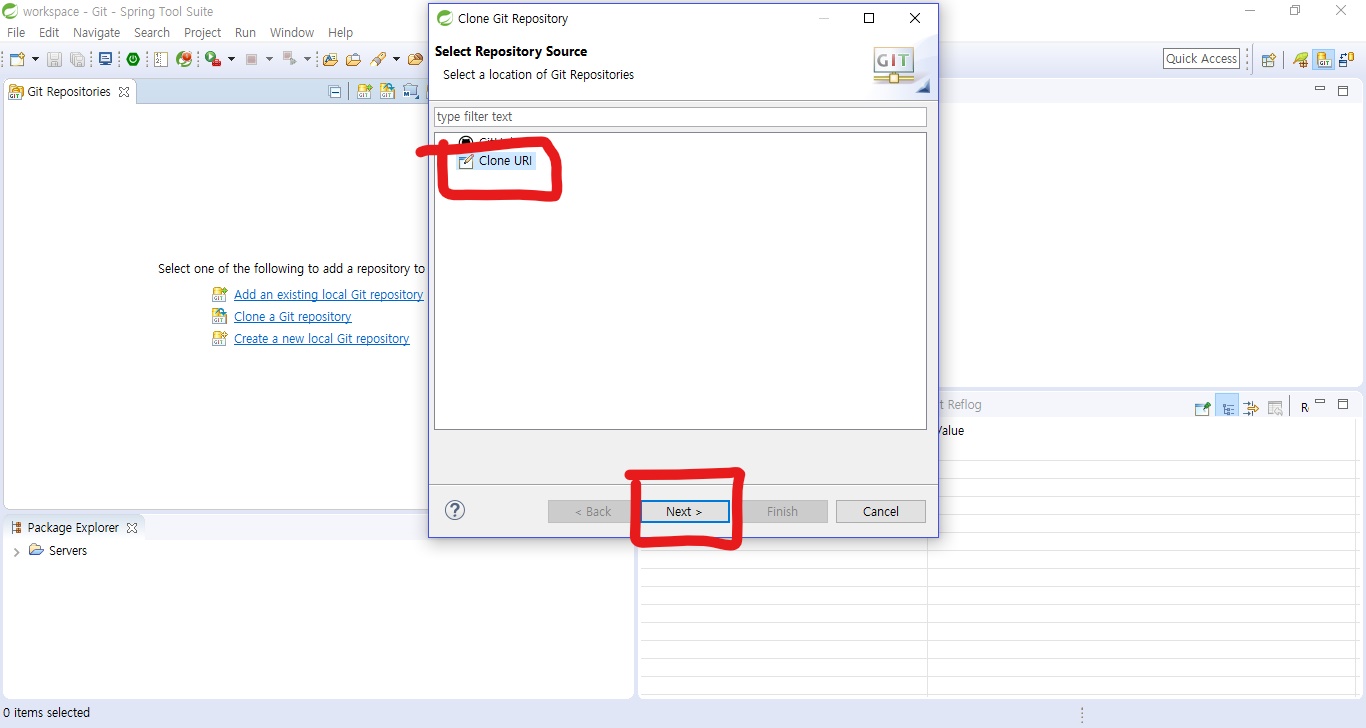 workspace - Git - Spring Tool Suite
File Edit Navigate Search Project Run Window Help
Quick Access
Git Repositories
Select one of the following to add a repository to
Add an existing local Git repository
Clone a Git repository
Create a new local Git repository
Package Explorer
Servers
0 items selected
Clone Git Repository
Select Repository Source
Select a location of Git Repositories
GIT
type filter text
Clone URI
< Back Next > Finish Cancel
t Reflog
Value